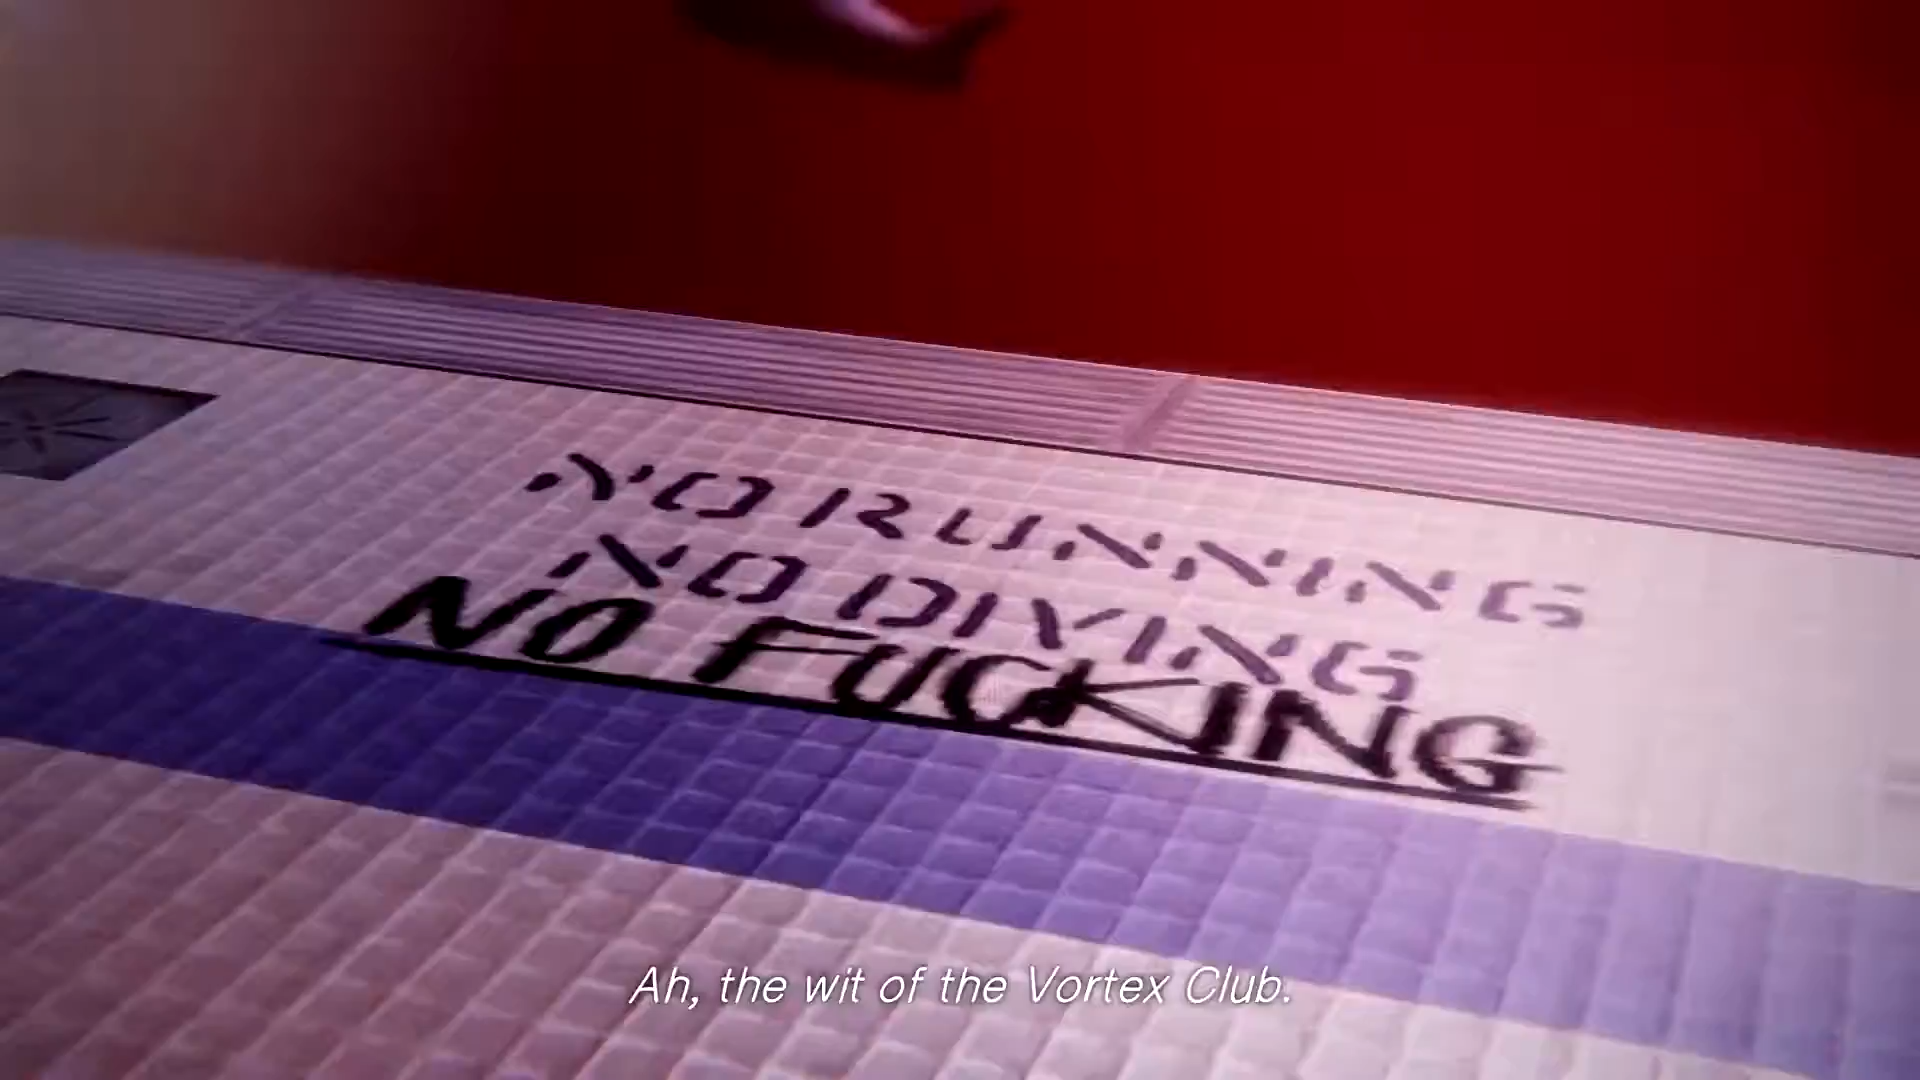 NO RUNNING
NO DIVING
NO FUCKING
Ah, the wit of the Vortex Club.